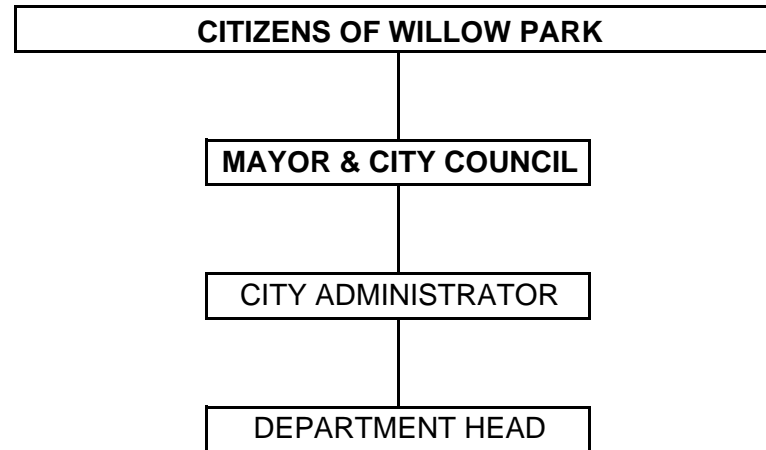 CITIZENS OF WILLOW PARK
MAYOR & CITY COUNCIL
CITY ADMINISTRATOR
DEPARTMENT HEAD